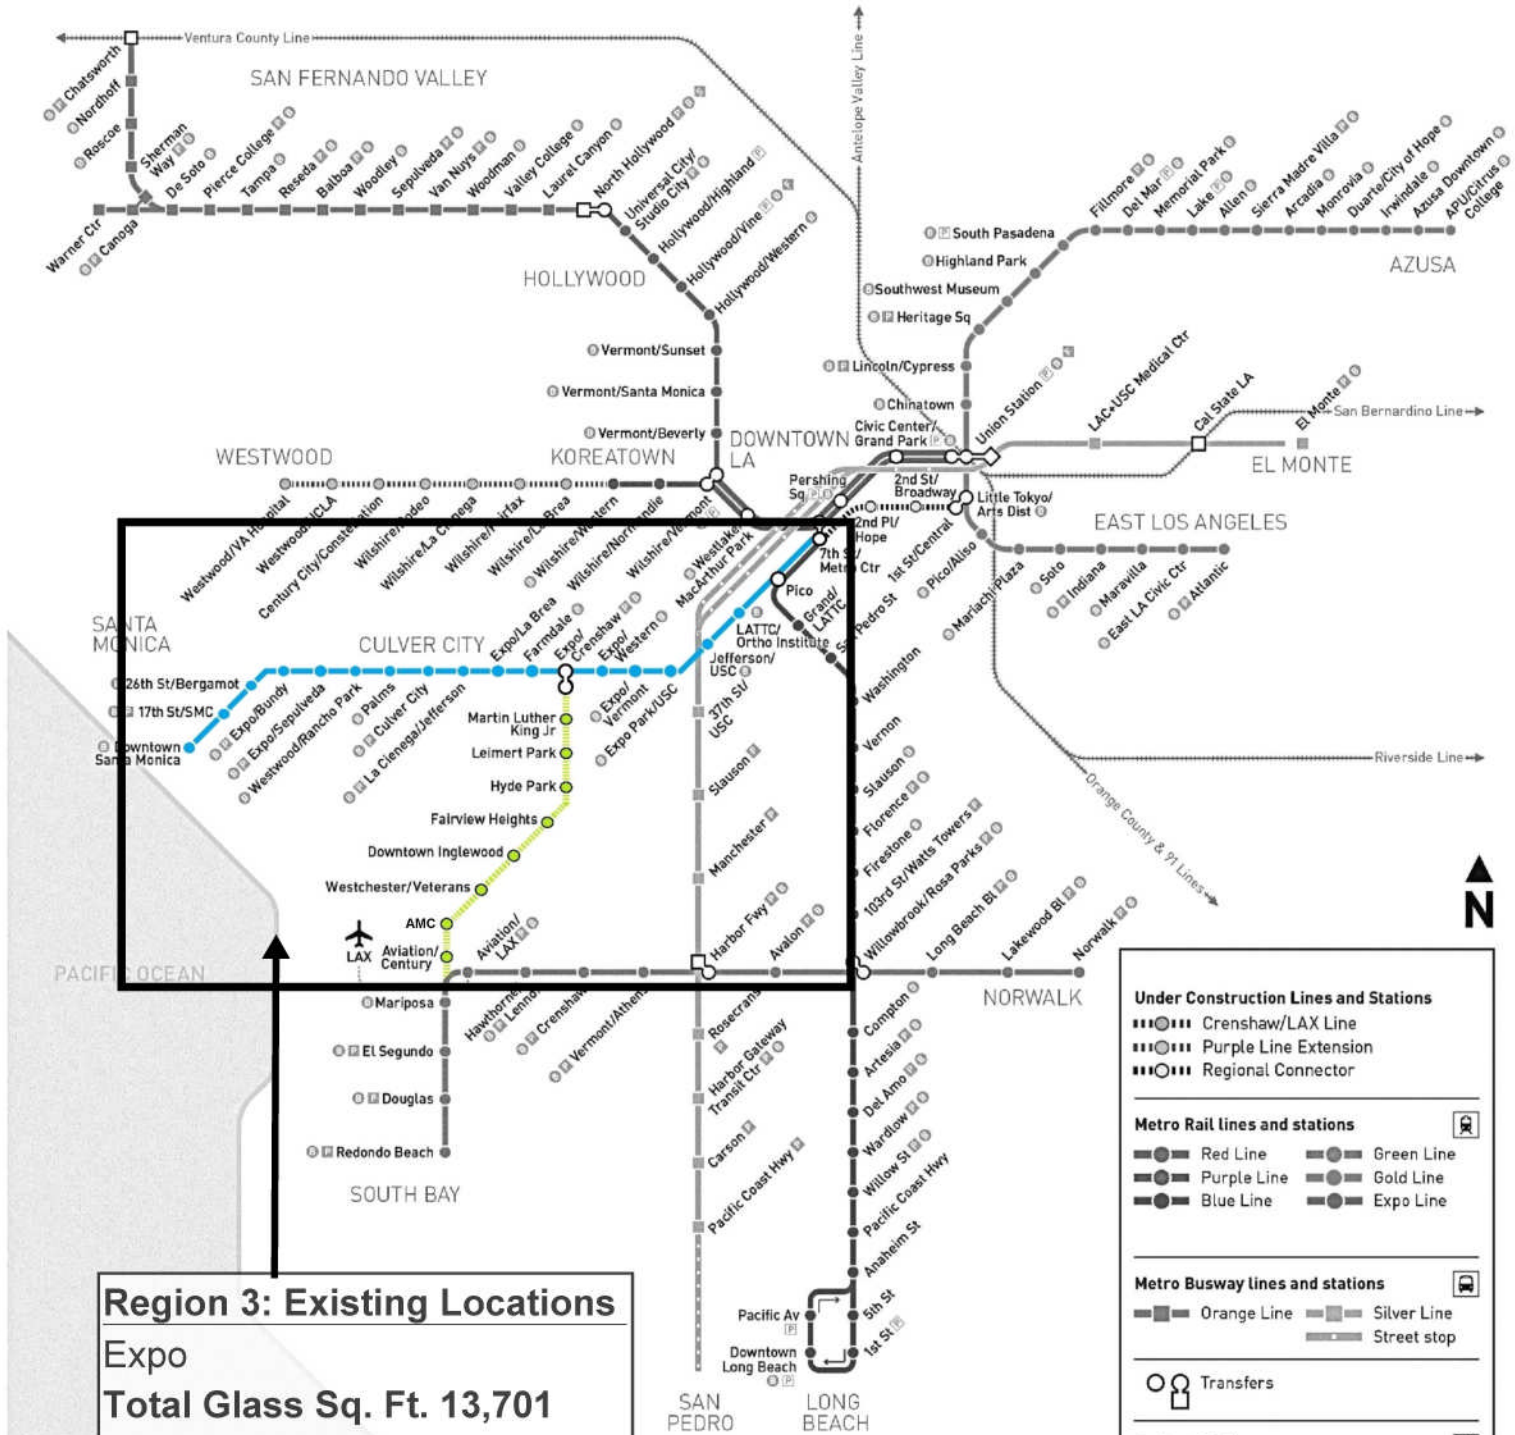 Ventura County Line
SAN FERNANDO VALLEY
Chatsworth
Nordhoff
Roscoe
Sherman
Way
Warner Ctr
Canoga
De Soto
Pierce College
Tampa
Reseda
Balboa
Woodley
Sepulveda
Van Nuys
Woodman
Valley College
Laurel Canyon
North Hollywood
Universal City/
Studio City
Hollywood/Highland
Hollywood/Vine
Hollywood/Western
HOLLYWOOD
Vermont/Sunset
Vermont/Santa Monica
Vermont/Beverly
Antelope Valley Line
Fillmore
Del Mar
Memorial Park
Lake
Allen
Sierra Madre Villa
Arcadia
Monrovia
Duarte/City of Hope
Irwindale
Azusa Downtown
APU/Citrus
College
AZUSA
South Pasadena
Highland Park
Southwest Museum
Heritage Sq
Lincoln/Cypress
Chinatown
Union Station
LAC+USC Medical Ctr
Cal State LA
El Monte
San Bernardino Line
EL MONTE
DOWNTOWN
LA
Civic Center/
Grand Park
Pershing
Sq
2nd St/
Broadway
Little Tokyo/
Arts Dist
2nd Pl/
Hope
7th St/
Metro Ctr
1st St/Central
EAST LOS ANGELES
Pico/Aliso
Mariachi Plaza
Soto
Indiana
Maravilla
East LA Civic Ctr
Atlantic
WESTWOOD
KOREATOWN
Westwood/VA Hospital
Westwood/UCLA
Century City/Constellation
Wilshire/Rodeo
Wilshire/La Cienega
Wilshire/Fairfax
Wilshire/La Brea
Wilshire/Western
Wilshire/Normandie
Wilshire/Vermont
Westlake/
MacArthur Park
Pico
Grand/
LATTC
San Pedro St
LATTC/
Ortho Institute
Jefferson/
USC
37th St/
USC
Washington
Vernon
Slauson
Florence
Firestone
103rd St/Watts Towers
Willowbrook/Rosa Parks
SANTA
MONICA
CULVER CITY
26th St/Bergamot
17th St/SMC
Downtown
Santa Monica
Expo/Bundy
Expo/Sepulveda
Westwood/Rancho Park
Palms
Culver City
La Cienega/Jefferson
Expo/La Brea
Farmdale
Expo/
Crenshaw
Expo/
Western
Expo/
Vermont
Expo Park/USC
Martin Luther
King Jr
Leimert Park
Hyde Park
Fairview Heights
Downtown Inglewood
Westchester/Veterans
AMC
Aviation/
Century
LAX
Aviation/
LAX
Slauson
Manchester
Harbor Fwy
Avalon
Long Beach Bl
Lakewood Bl
Norwalk
NORWALK
Riverside Line
Orange County & 91 Lines
PACIFIC OCEAN
Mariposa
El Segundo
Douglas
Redondo Beach
SOUTH BAY
Hawthorne/
Lennox
Crenshaw
Vermont/Athens
Rosecrans
Harbor Gateway
Transit Ctr
Carson
Pacific Coast Hwy
SAN
PEDRO
Compton
Artesia
Del Amo
Wardlow
Willow St
Pacific Coast Hwy
Anaheim St
5th St
1st St
Pacific Av
Downtown
Long Beach
LONG
BEACH
Region 3: Existing Locations
Expo
Total Glass Sq. Ft. 13,701
N
Under Construction Lines and Stations
Crenshaw/LAX Line
Purple Line Extension
Regional Connector
Metro Rail lines and stations
Red Line
Green Line
Purple Line
Gold Line
Blue Line
Expo Line
Metro Busway lines and stations
Orange Line
Silver Line
Street stop
Transfers